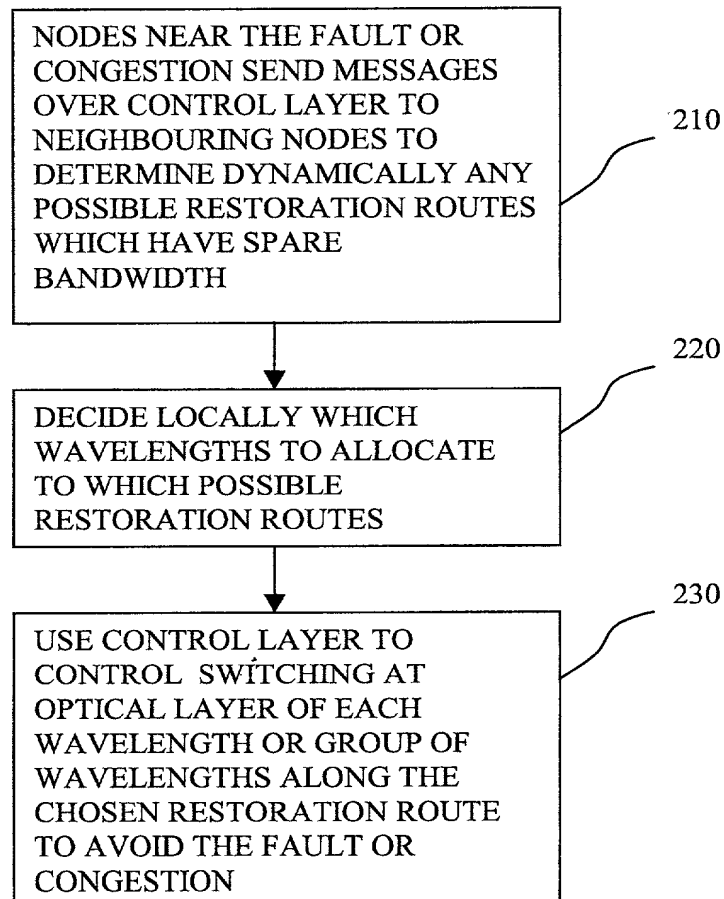 NODES NEAR THE FAULT OR
CONGESTION SEND MESSAGES
OVER CONTROL LAYER TO
NEIGHBOURING NODES TO
DETERMINE DYNAMICALLY ANY
POSSIBLE RESTORATION ROUTES
WHICH HAVE SPARE
BANDWIDTH
210
220
DECIDE LOCALLY WHICH
WAVELENGTHS TO ALLOCATE
TO WHICH POSSIBLE
RESTORATION ROUTES
230
USE CONTROL LAYER TO
CONTROL SWITCHING AT
OPTICAL LAYER OF EACH
WAVELENGTH OR GROUP OF
WAVELENGTHS ALONG THE
CHOSEN RESTORATION ROUTE
TO AVOID THE FAULT OR
CONGESTION